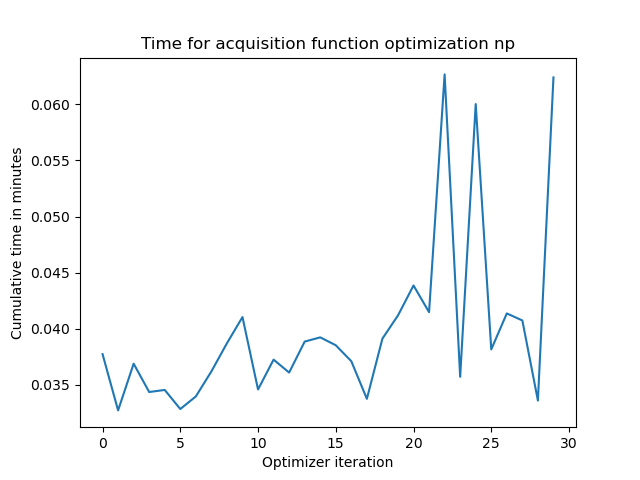 Time for acquisition function optimization np
Cumulative time in minutes
0.060
0.055
0.050
0.045
0.040
0.035
0 5 10 15 20 25 30
Optimizer iteration